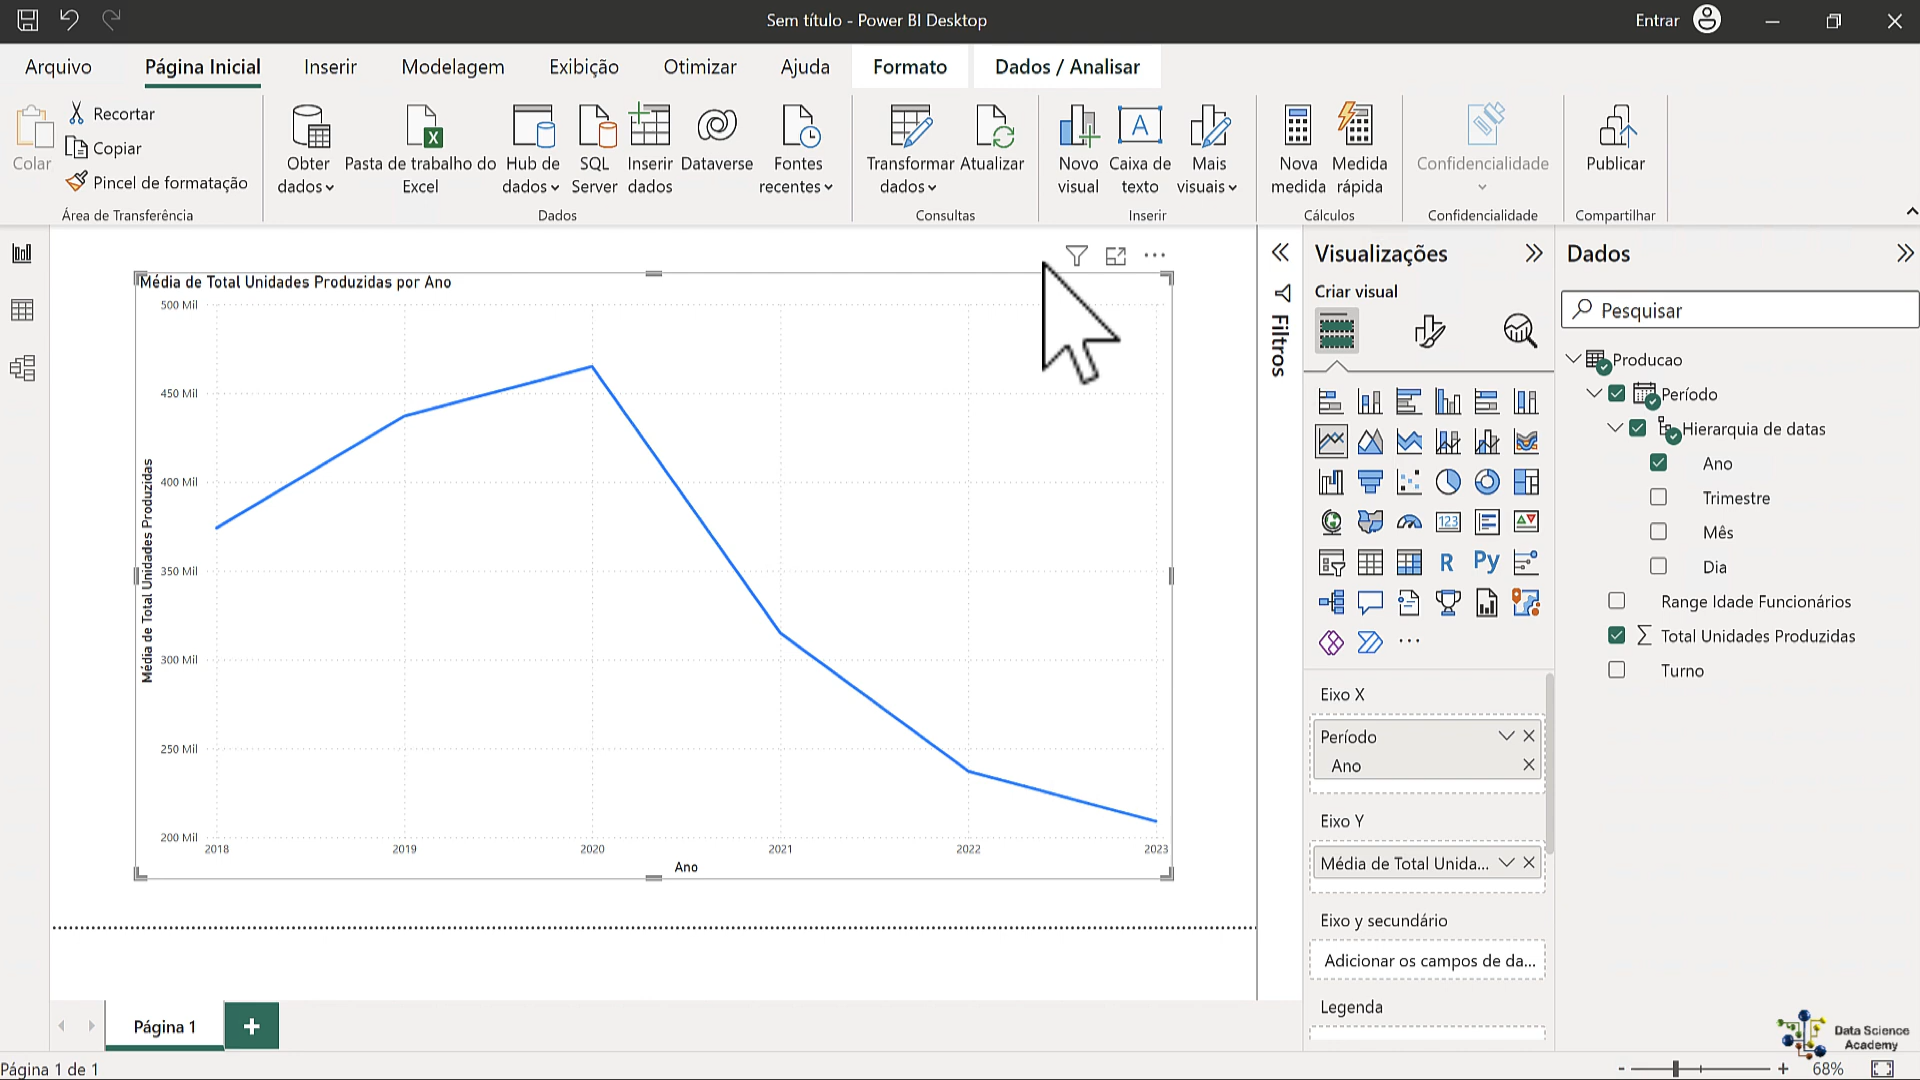 Sem título - Power BI Desktop
Entrar
Arquivo
Página Inicial
Inserir
Modelagem
Exibição
Otimizar
Ajuda
Formato
Dados / Analisar
Colar
Recortar
Copiar
Pincel de formatação
Área de Transferência
Obter dados
Pasta de trabalho do Excel
Hub de dados
SQL Server
Inserir dados
Dataverse
Fontes recentes
Dados
Transformar dados
Atualizar
Consultas
Novo visual
Caixa de texto
Mais visuais
Inserir
Nova medida
Medida rápida
Cálculos
Confidencialidade
Confidencialidade
Publicar
Compartilhar
Média de Total Unidades Produzidas por Ano
500 Mil
450 Mil
400 Mil
350 Mil
300 Mil
250 Mil
200 Mil
Média de Total Unidades Produzidas
2018
2019
2020
2021
2022
2023
Ano
Filtros
Visualizações
Criar visual
123
R
Py
Eixo X
Período
Ano
Eixo Y
Média de Total Unida...
Eixo y secundário
Adicionar os campos de da...
Legenda
Dados
Pesquisar
Producao
Período
Hierarquia de datas
Ano
Trimestre
Mês
Dia
Range Idade Funcionários
Total Unidades Produzidas
Turno
Página 1
Página 1 de 1
Data Science
Academy
68%